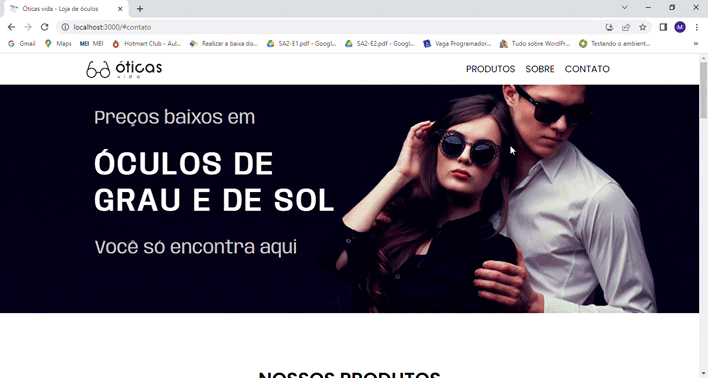 Óticas vida - Loja de óculos
localhost:3000/#contato
M
Gmail Maps MEI MEI Hotmart Club - Aul... Realizar a baixa do... SA2-E1.pdf - Googl... SA2-E2.pdf - Googl... Vaga Programador... Tudo sobre WordPr... Testando o ambient... »
óticas
vida
PRODUTOS SOBRE CONTATO
Preços baixos em
ÓCULOS DE
GRAU E DE SOL
Você só encontra aqui
NOSSOS PRODUTOS